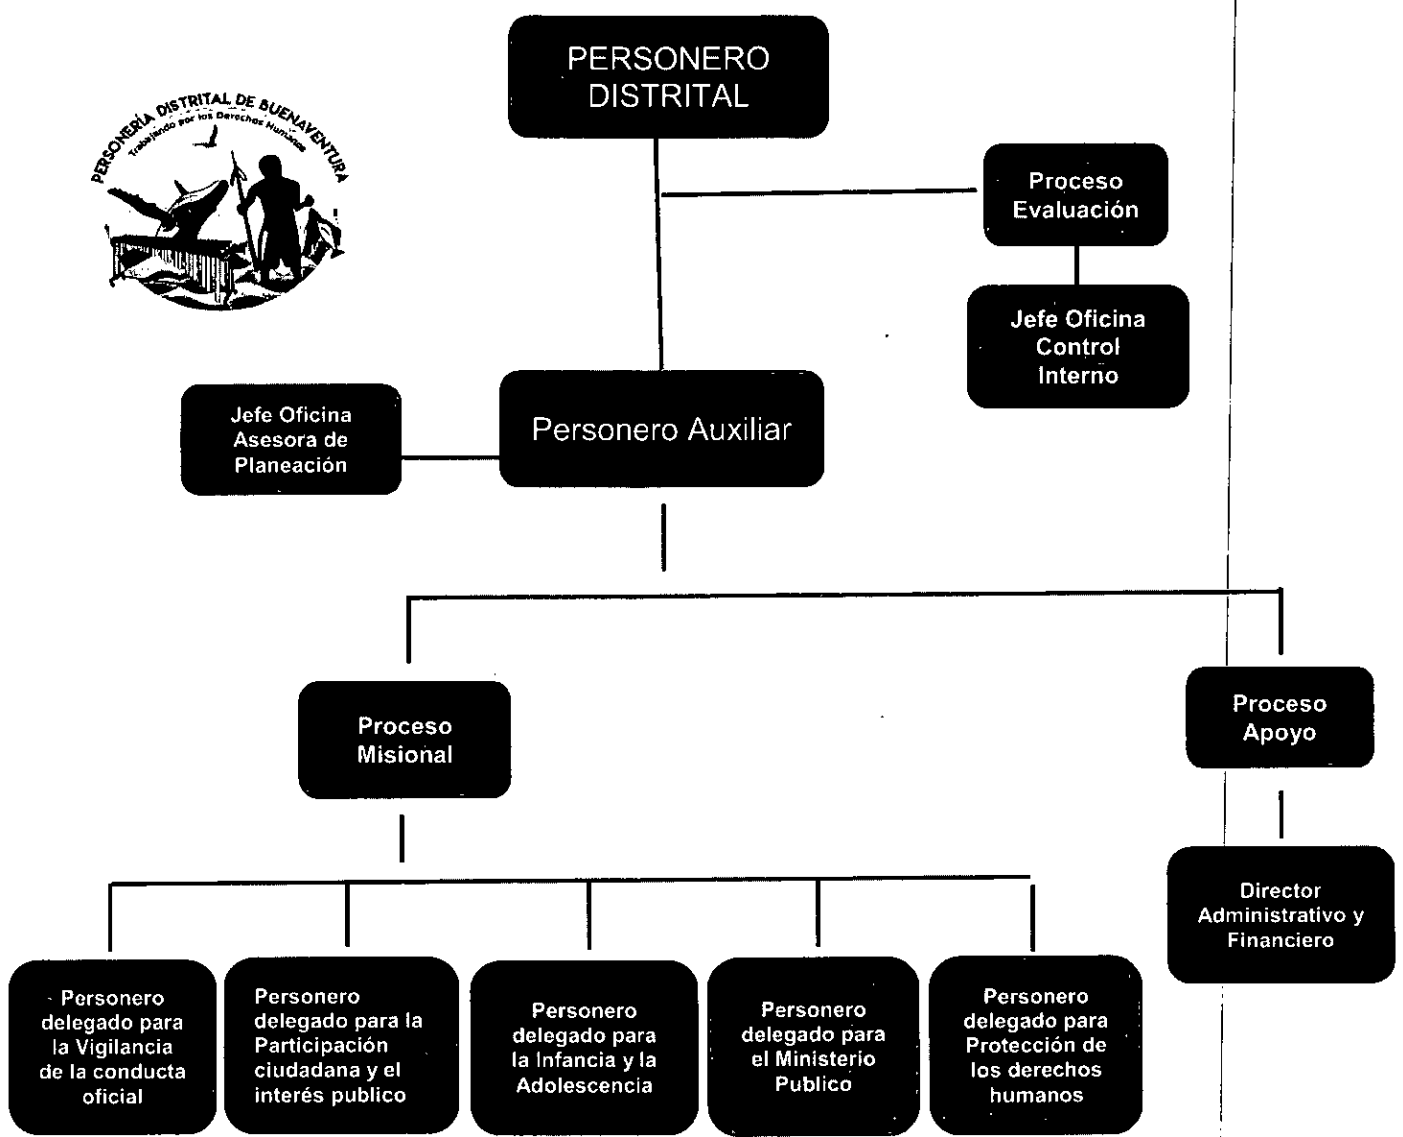 PERSONERO
DISTRITAL
PERSONERÍA DISTRITAL DE BUENAVENTURA
Trabajando por los Derechos Humanos
Proceso
Evaluación
Jefe Oficina
Control
Interno
Jefe Oficina
Asesora de
Planeación
Personero Auxiliar
Proceso
Misional
Proceso
Apoyo
Director
Administrativo y
Financiero
Personero
delegado para
la Vigilancia
de la conducta
oficial
Personero
delegado para la
Participación
ciudadana y el
interés publico
Personero
delegado para
la Infancia y la
Adolescencia
Personero
delegado para
el Ministerio
Publico
Personero
delegado para
Protección de
los derechos
humanos